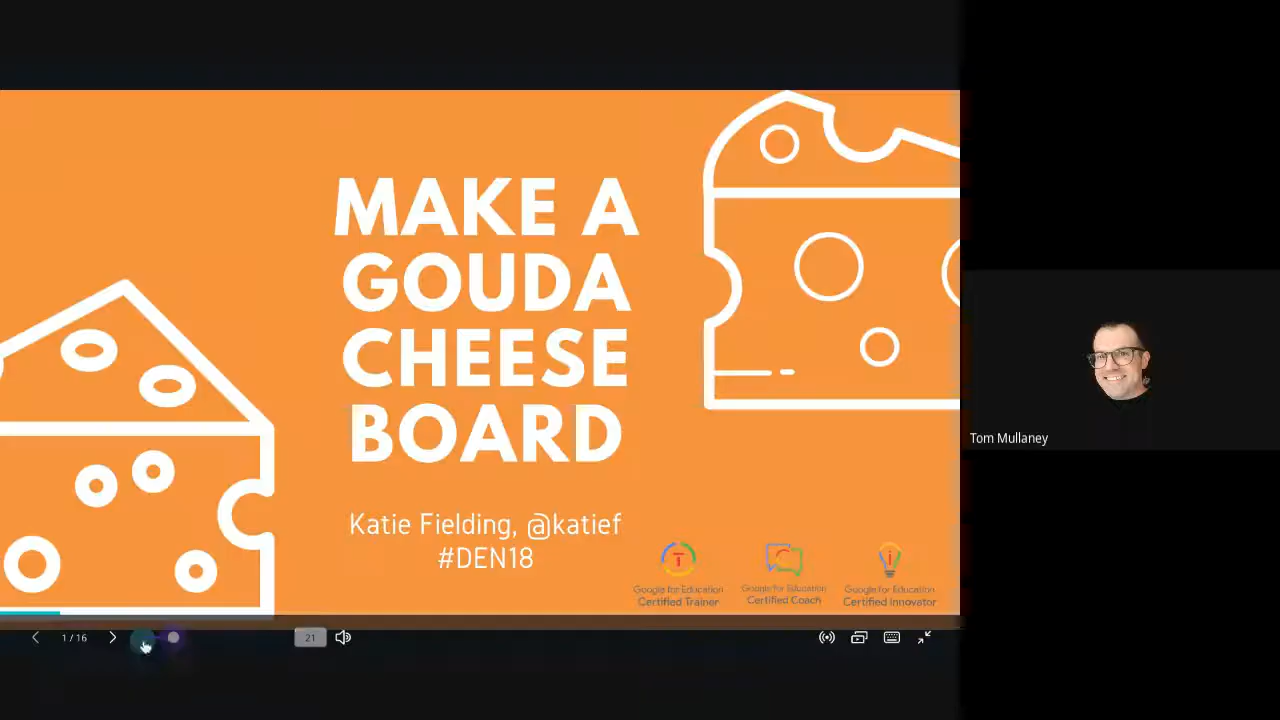 MAKE A
GOUDA
CHEESE
BOARD
Katie Fielding, @katief
#DEN18
Google for Education
Certified Trainer
Google for Education
Certified Coach
Google for Education
Certified Innovator
1 / 16
21
Tom Mullaney